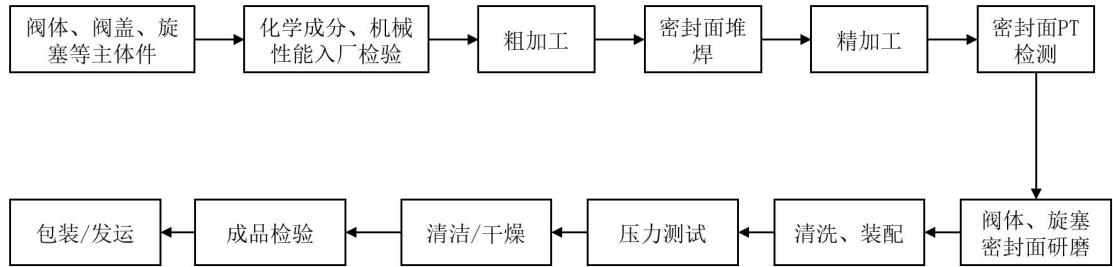 阀体、阀盖、旋
塞等主体件
化学成分、机械
性能入厂检验
粗加工
密封面堆
焊
精加工
密封面PT
检测
阀体、旋塞
密封面研磨
清洗、装配
压力测试
清洁/干燥
成品检验
包装/发运